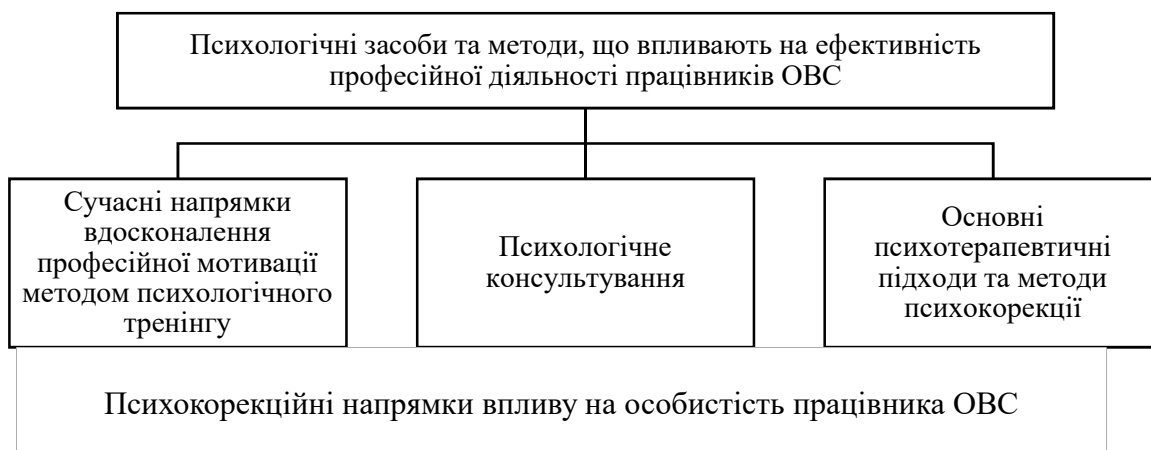 Психологічні засоби та методи, що впливають на ефективність
професійної діяльності працівників ОВС
Сучасні напрямки
вдосконалення
професійної мотивації
методом психологічного
тренінгу
Психологічне
консультування
Основні
психотерапевтичні
підходи та методи
психокорекції
Психокорекційні напрямки впливу на особистість працівника ОВС